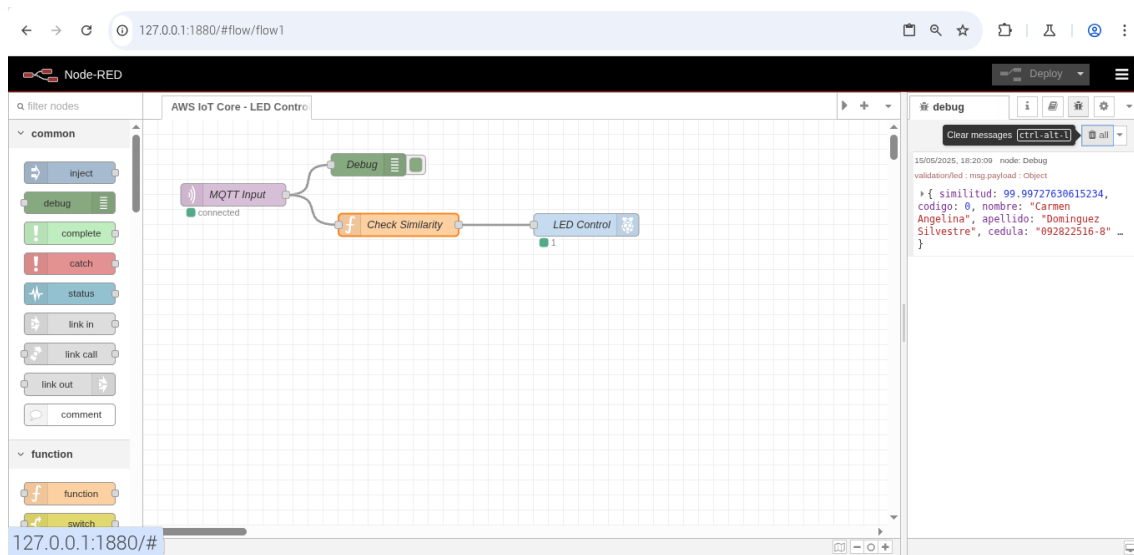 127.0.0.1:1880/#flow/flow1
Node-RED
Deploy
filter nodes
AWS IoT Core - LED Contro
debug
i
common
Clear messages ctrl-alt-l
all
inject
debug
complete
catch
status
link in
link call
link out
comment
function
function
switch
MQTT Input
connected
Debug
Check Similarity
LED Control
1
15/05/2025, 18:20:09 node: Debug
validation/led : msg.payload : Object
{ similitud: 99.99727630615234,
codigo: 0, nombre: "Carmen
Angelina", apellido: "Dominguez
Silvestre", cedula: "092822516-8" …
}
127.0.0.1:1880/#